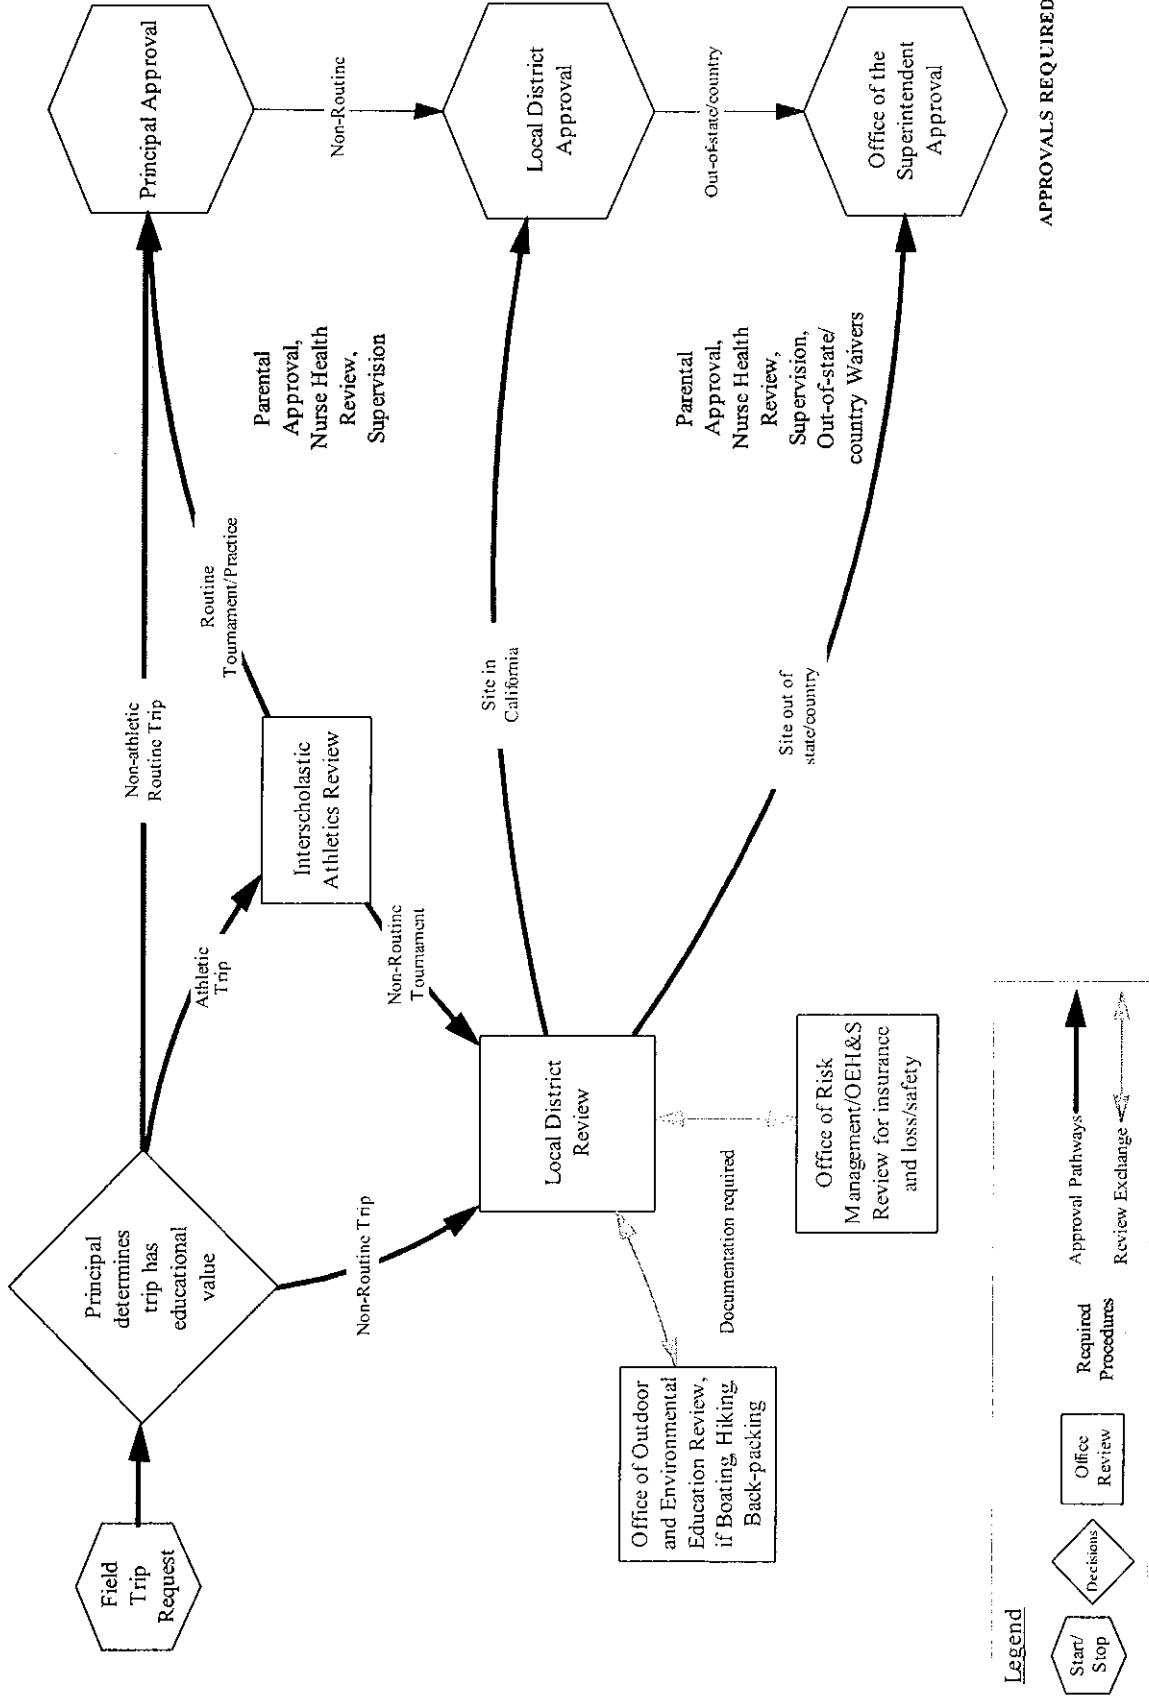 Field
Trip
Request
Principal
determines
trip has
educational
value
Non-athletic
Routine Trip
Principal Approval
Athletic
Trip
Routine
Tournament/Practice
Interscholastic
Athletics Review
Parental
Approval,
Nurse Health
Review,
Supervision
Non-Routine
Non-Routine Trip
Non-Routine
Tournament
Local District
Review
Site in
California
Local District
Approval
Parental
Approval,
Nurse Health
Review,
Supervision,
Out-of-state/
country Waivers
Out-of-state/country
Site out of
state/country
Office of the
Superintendent
Approval
Office of Outdoor
and Environmental
Education Review,
if Boating, Hiking,
Back-packing
Documentation required
Office of Risk
Management/OEH&S
Review for insurance
and loss/safety
APPROVALS REQUIRED
Legend
Start/
Stop
Decisions
Office
Review
Required
Procedures
Approval Pathways
Review Exchange